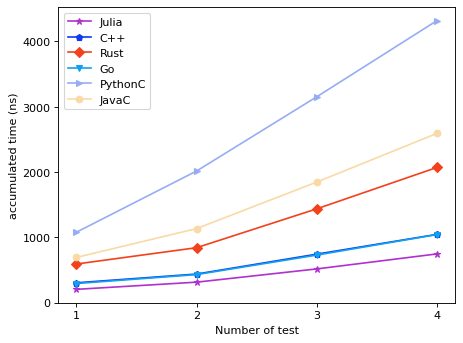 Julia
C++
Rust
Go
PythonC
JavaC
accumulated time (ns)
4000
3000
2000
1000
0
1 2 3 4
Number of test